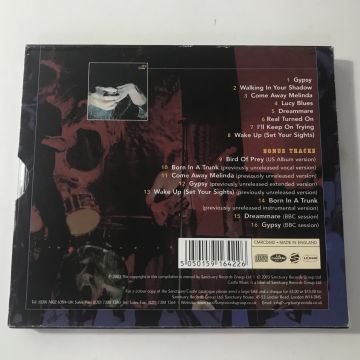 1 Gypsy
2 Walking In Your Shadow
3 Come Away Melinda
4 Lucy Blues
5 Dreammare
6 Real Turned On
7 I'll Keep On Trying
8 Wake Up (Set Your Sights)
BONUS TRACKS
9 Bird Of Prey (US Album version)
10 Born In A Trunk (previously unreleased vocal version)
11 Come Away Melinda (previously unreleased version)
12 Gypsy (previously unreleased extended version)
13 Wake Up (Set Your Sights) (previously unreleased version)
14 Born In A Trunk
(previously unreleased
instrumental version)
15 Dreammare (BBC session)
16 Gypsy (BBC session)
CMRCD642 • MADE IN ENGLAND
5 050159 164226